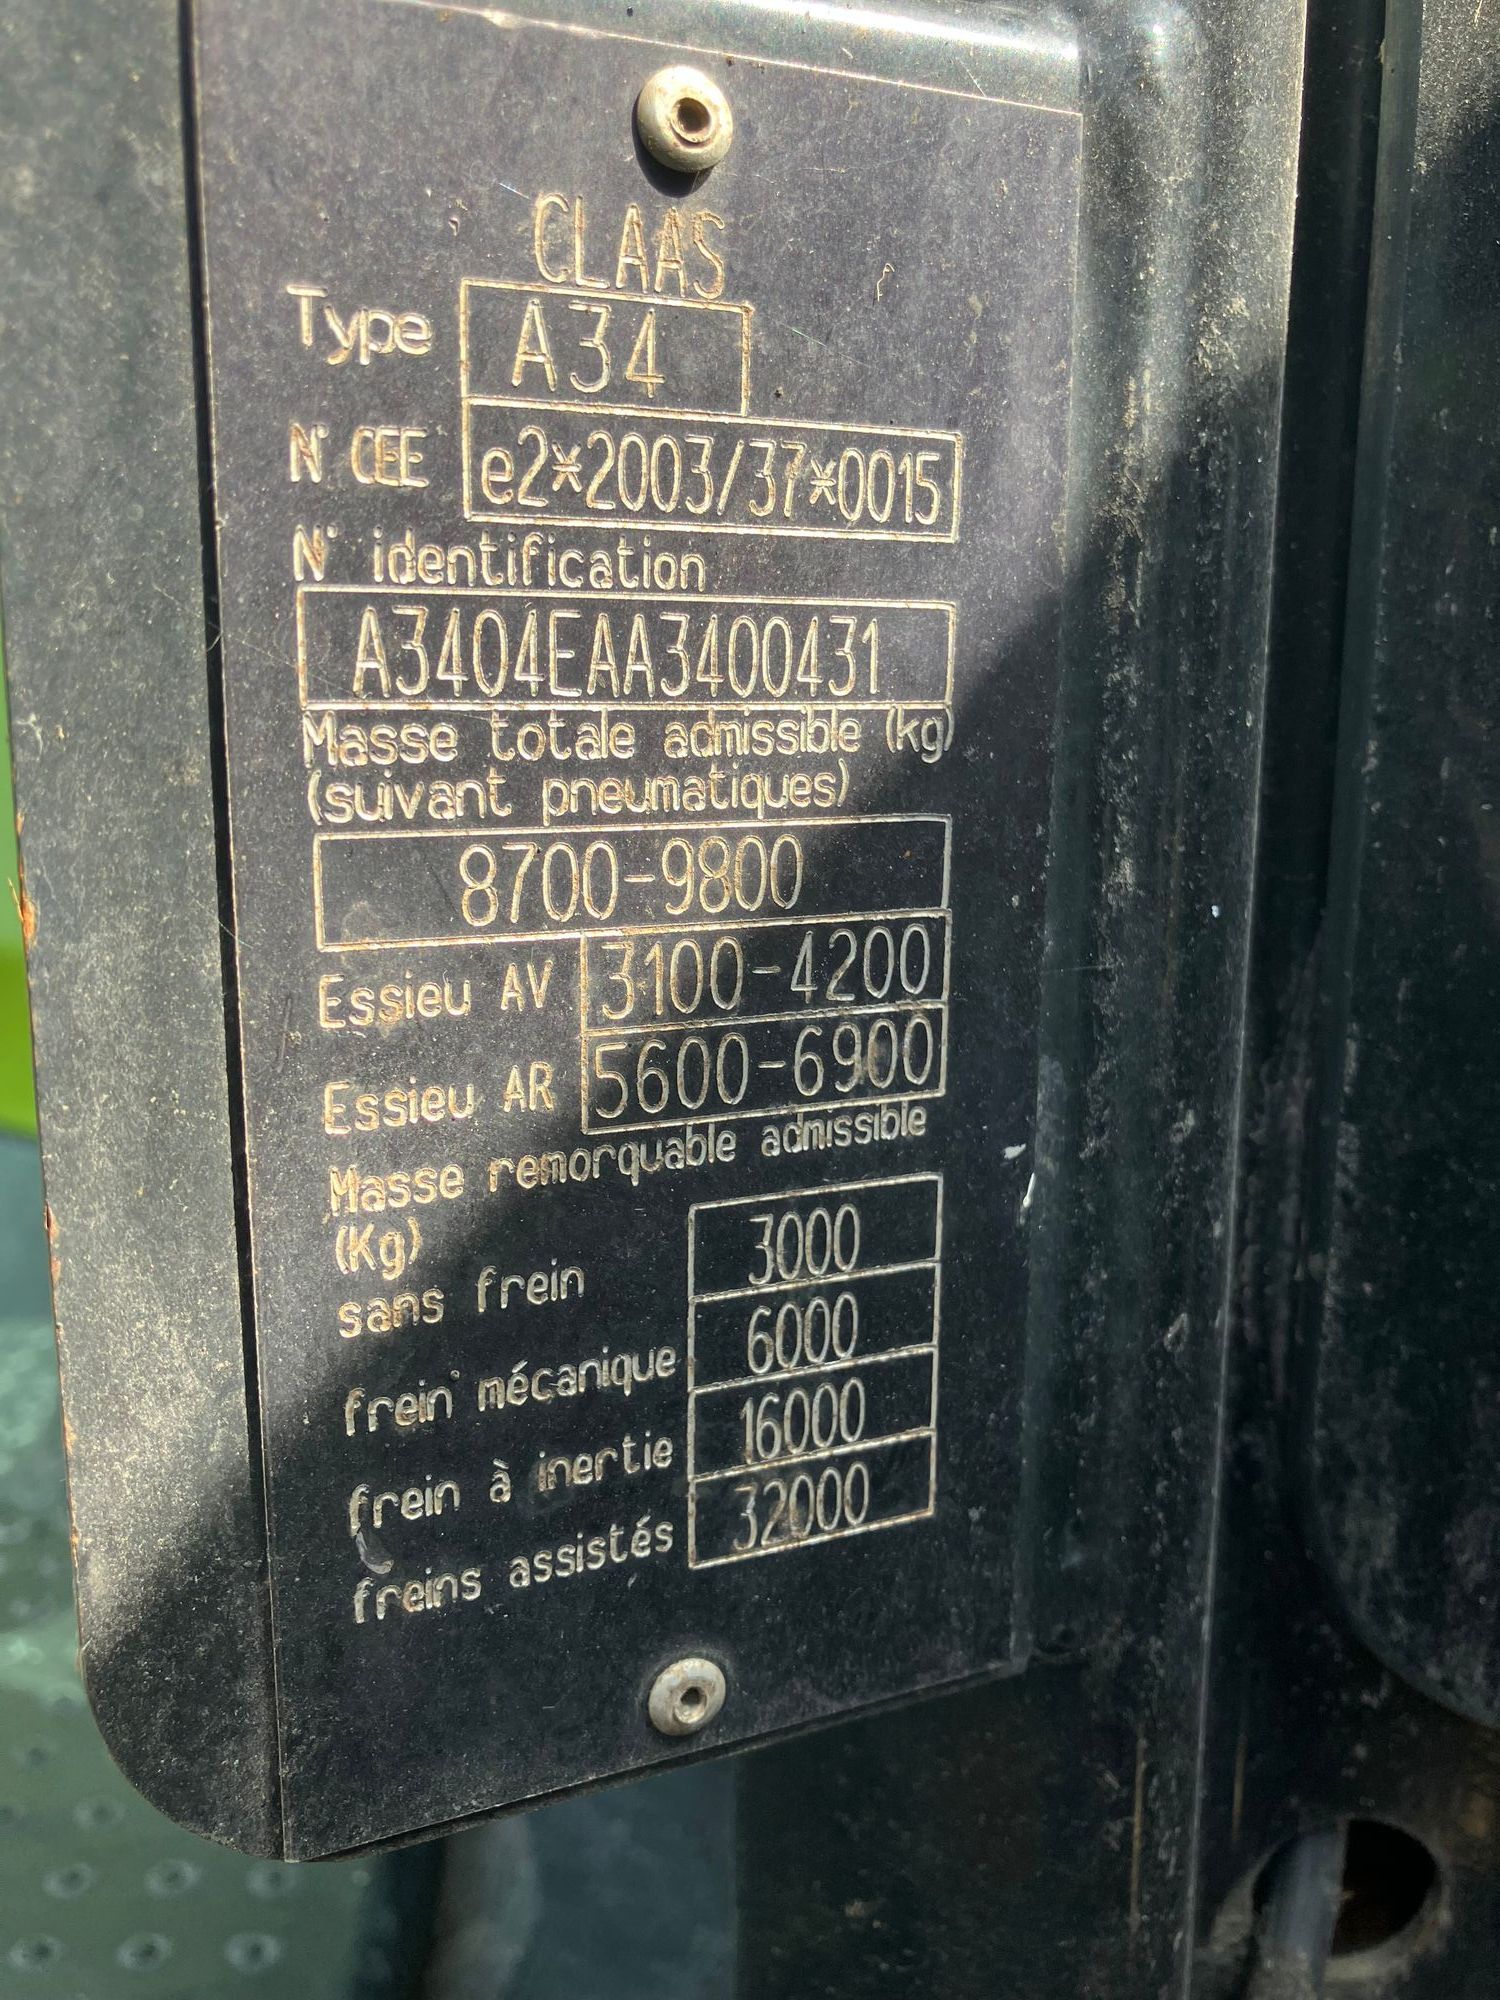 CLAAS
Type A34
N° CEE e2*2003/37*0015
N° identification
A3404EAA3400431
Masse totale admissible (kg)
(suivant pneumatiques)
8700-9800
Essieu AV 3100-4200
Essieu AR 5600-6900
Masse remorquable admissible
(Kg)
sans frein 3000
frein mécanique 6000
frein à inertie 16000
freins assistés 32000